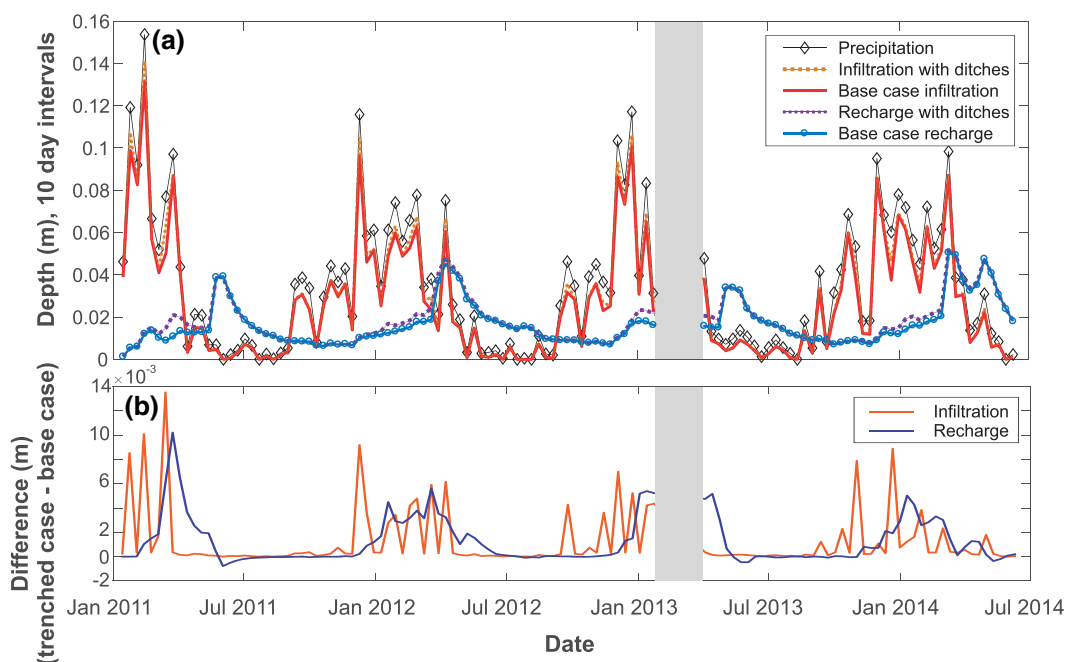 (a)
0.16
0.14
0.12
0.1
0.08
0.06
0.04
0.02
0
Depth (m), 10 day intervals
Precipitation
Infiltration with ditches
Base case infiltration
Recharge with ditches
Base case recharge
×10⁻³
(b)
14
10
6
2
0
-2
Difference (m)
(trenched case - base case)
Infiltration
Recharge
Jan 2011
Jul 2011
Jan 2012
Jul 2012
Jan 2013
Jul 2013
Jan 2014
Jul 2014
Date